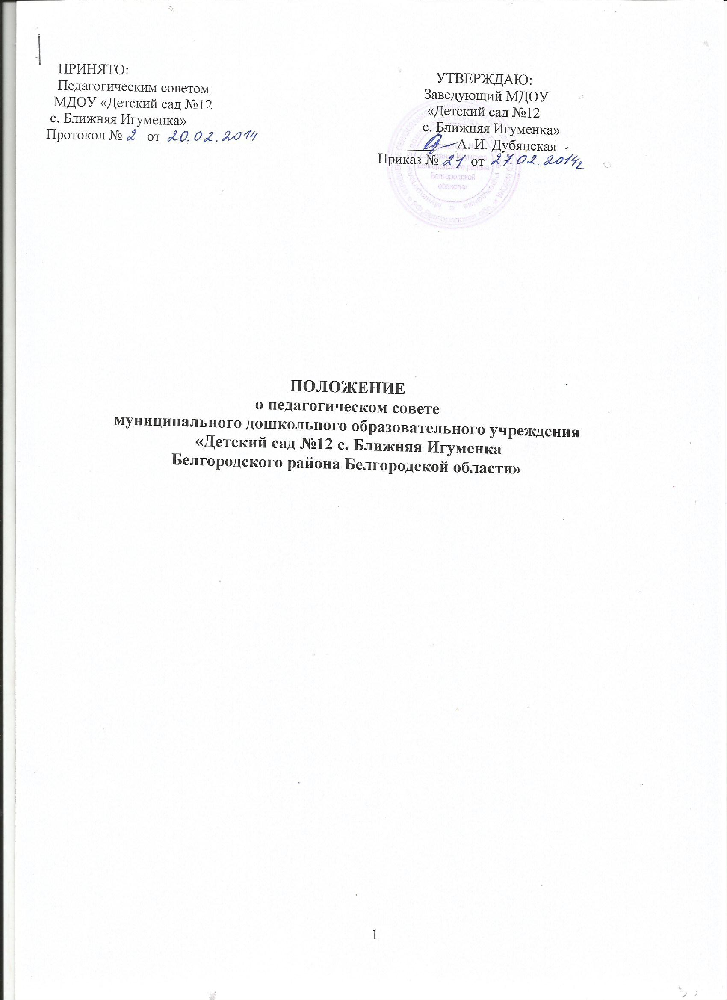 ПРИНЯТО:
Педагогическим советом
МДОУ «Детский сад №12
с. Ближняя Игуменка»
Протокол № 2 от 20.02.2014
УТВЕРЖДАЮ:
Заведующий МДОУ
«Детский сад №12
с. Ближняя Игуменка»
А. И. Дубянская
Приказ № 21 от 27.02.2014г
Белгородского района
Белгородской
области»
ПОЛОЖЕНИЕ
о педагогическом совете
муниципального дошкольного образовательного учреждения
«Детский сад №12 с. Ближняя Игуменка
Белгородского района Белгородской области»
1